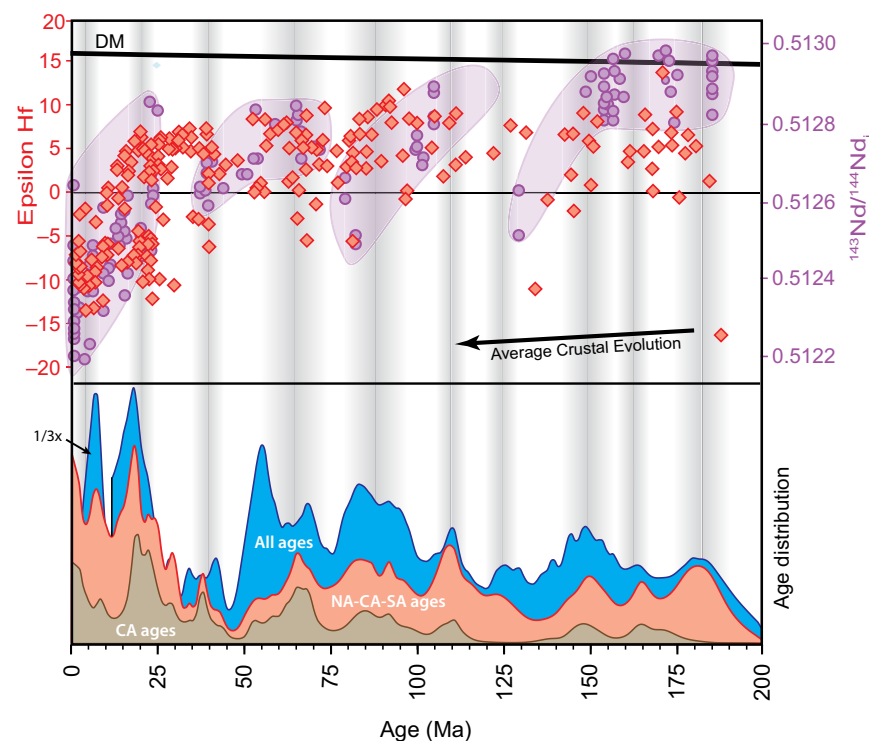 20
15
10
5
0
−5
−10
−15
−20
Epsilon Hf
DM
0.5130
0.5128
0.5126
0.5124
0.5122
143Nd/144Ndi
Average Crustal Evolution
1/3x
All ages
NA-CA-SA ages
CA ages
Age distribution
0
25
50
75
100
125
150
175
200
Age (Ma)